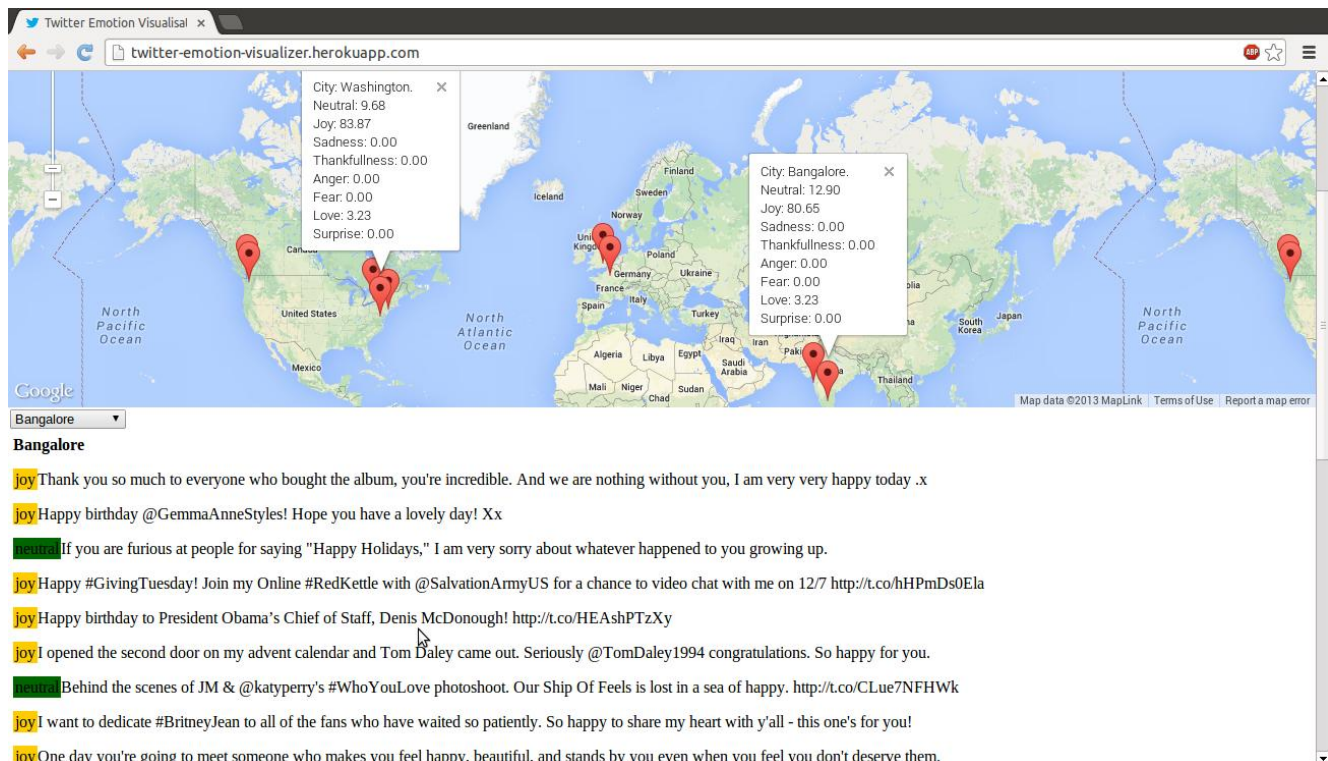 Twitter Emotion Visualisat
twitter-emotion-visualizer.herokuapp.com
ABP
City: Washington.
Neutral: 9.68
Joy: 83.87
Sadness: 0.00
Thankfullness: 0.00
Anger: 0.00
Fear: 0.00
Love: 3.23
Surprise: 0.00
City: Bangalore.
Neutral: 12.90
Joy: 80.65
Sadness: 0.00
Thankfullness: 0.00
Anger: 0.00
Fear: 0.00
Love: 3.23
Surprise: 0.00
Greenland
Iceland
Finland
Sweden
Norway
Poland
Germany
Ukraine
France
Italy
Spain
Turkey
Iraq
Iran
Algeria
Libya
Egypt
Saudi
Arabia
Mali
Niger
Sudan
Chad
Thailand
South
Korea
Japan
United States
Mexico
North
Pacific
Ocean
North
Atlantic
Ocean
North
Pacific
Ocean
Google
Map data ©2013 MapLink
Terms of Use
Report a map error
Bangalore
Bangalore
joy Thank you so much to everyone who bought the album, you're incredible. And we are nothing without you, I am very very happy today .x
joy Happy birthday @GemmaAnneStyles! Hope you have a lovely day! Xx
neutral If you are furious at people for saying "Happy Holidays," I am very sorry about whatever happened to you growing up.
joy Happy #GivingTuesday! Join my Online #RedKettle with @SalvationArmyUS for a chance to video chat with me on 12/7 http://t.co/hHPmDs0Ela
joy Happy birthday to President Obama’s Chief of Staff, Denis McDonough! http://t.co/HEAshPTzXy
joy I opened the second door on my advent calendar and Tom Daley came out. Seriously @TomDaley1994 congratulations. So happy for you.
neutral Behind the scenes of JM & @katyperry's #WhoYouLove photoshoot. Our Ship Of Feels is lost in a sea of happy. http://t.co/CLue7NFHWk
joy I want to dedicate #BritneyJean to all of the fans who have waited so patiently. So happy to share my heart with y'all - this one's for you!
joy One day you're going to meet someone who makes you feel happy, beautiful, and stands by you even when you feel you don't deserve them.